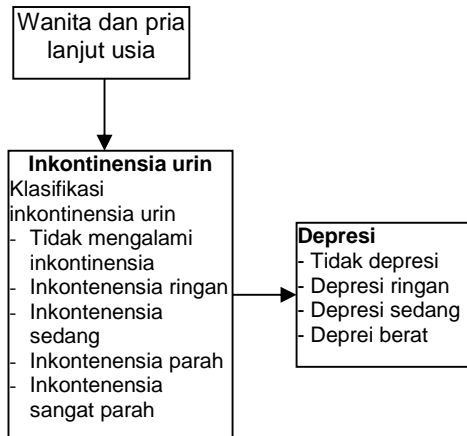 Wanita dan pria
lanjut usia
Inkontinensia urin
Klasifikasi
inkontinensia urin
- Tidak mengalami
inkontinensia
- Inkontenensia ringan
- Inkontenensia
sedang
- Inkontenensia parah
- Inkontenensia
sangat parah
Depresi
- Tidak depresi
- Depresi ringan
- Depresi sedang
- Deprei berat